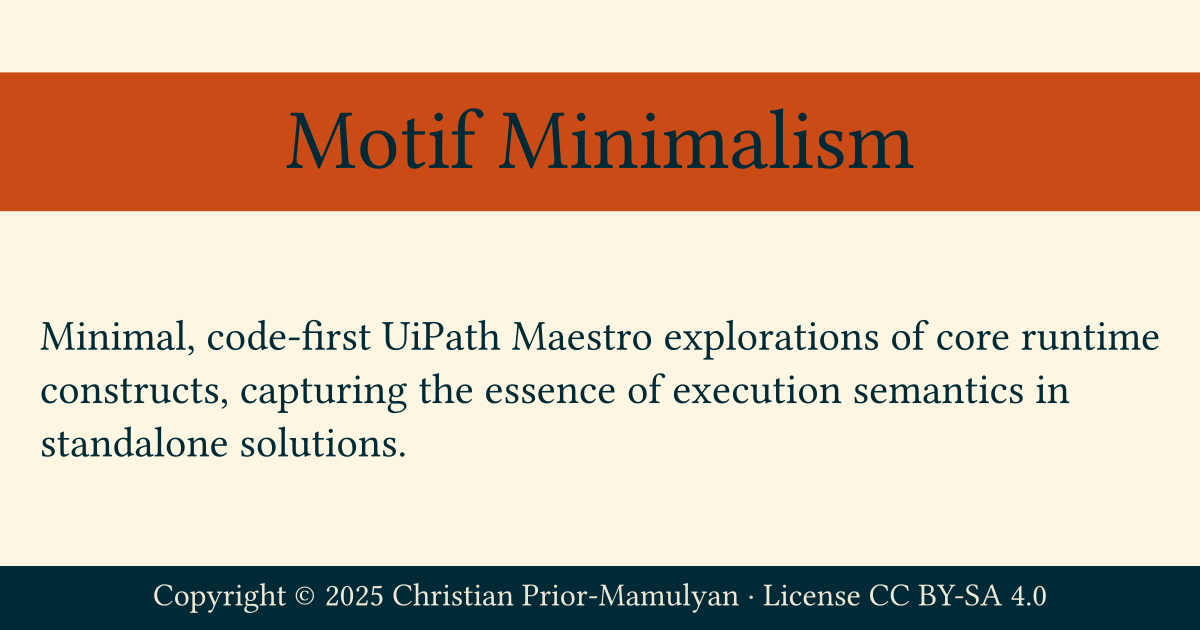 Motif Minimalism
Minimal, code-first UiPath Maestro explorations of core runtime
constructs, capturing the essence of execution semantics in
standalone solutions.
Copyright © 2025 Christian Prior-Mamulyan · License CC BY-SA 4.0